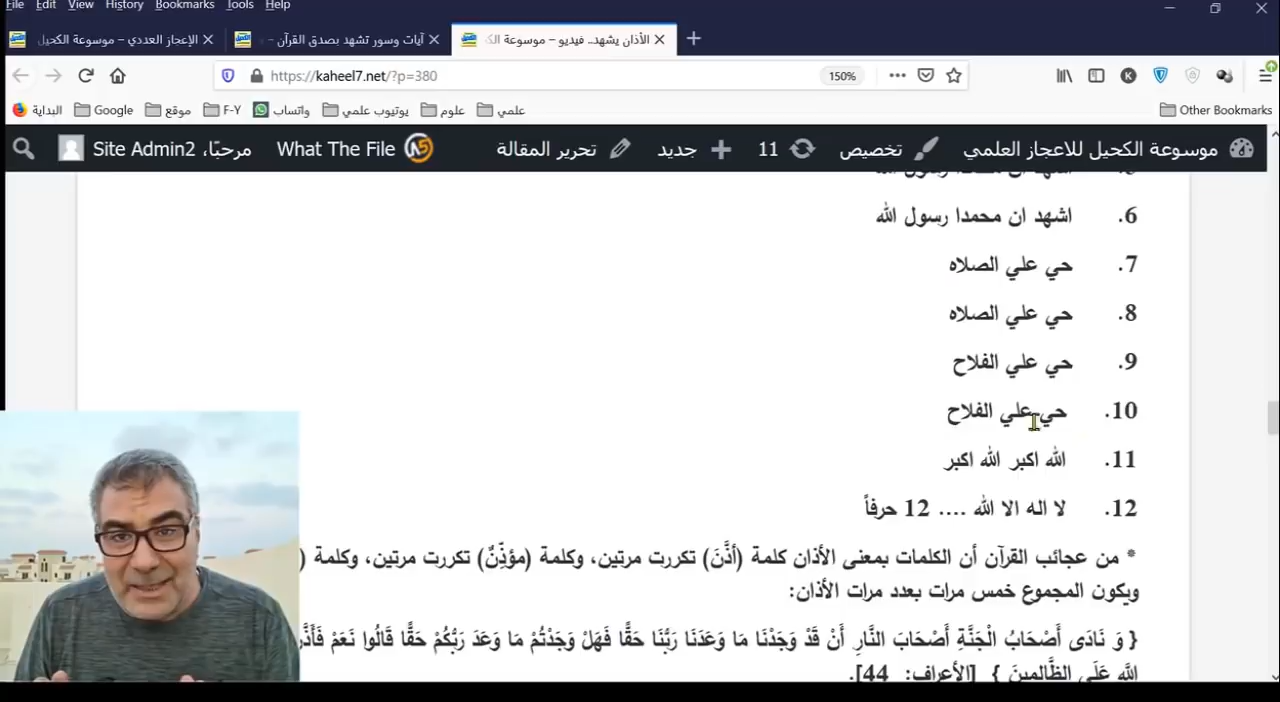 File Edit View History Bookmarks Tools Help
الإعجاز العددي – موسوعة الكحيل
آيات وسور تشهد بصدق القرآن –
الأذان يشهد.. فيديو – موسوعة الك
https://kaheel7.net/?p=380 150%
البداية Google موقع F-Y واتساب يوتيوب علمي علوم علمي Other Bookmarks
موسوعة الكحيل للاعجاز العلمي تخصيص 11 جديد تحرير المقالة What The File مرحبًا، Site Admin2
6. اشهد ان محمدا رسول الله
7. حي علي الصلاه
8. حي علي الصلاه
9. حي علي الفلاح
10. حي علي الفلاح
11. الله اكبر الله اكبر
12. لا اله الا الله .... 12 حرفاً
* من عجائب القرآن أن الكلمات بمعنى الأذان كلمة (أذَّنَ) تكررت مرتين، وكلمة (مؤذِّنٌ) تكررت مرتين، وكلمة (
ويكون المجموع خمس مرات بعدد مرات الأذان:
{ وَ نَادَى أَصْحَابُ الْجَنَّةِ أَصْحَابَ النَّارِ أَنْ قَدْ وَجَدْنَا مَا وَعَدَنَا رَبُّنَا حَقًّا فَهَلْ وَجَدْتُمْ مَا وَعَدَ رَبُّكُمْ حَقًّا قَالُوا نَعَمْ
اللَّهِ عَلَى الظَّالِمِينَ } [الأعراف: 44].